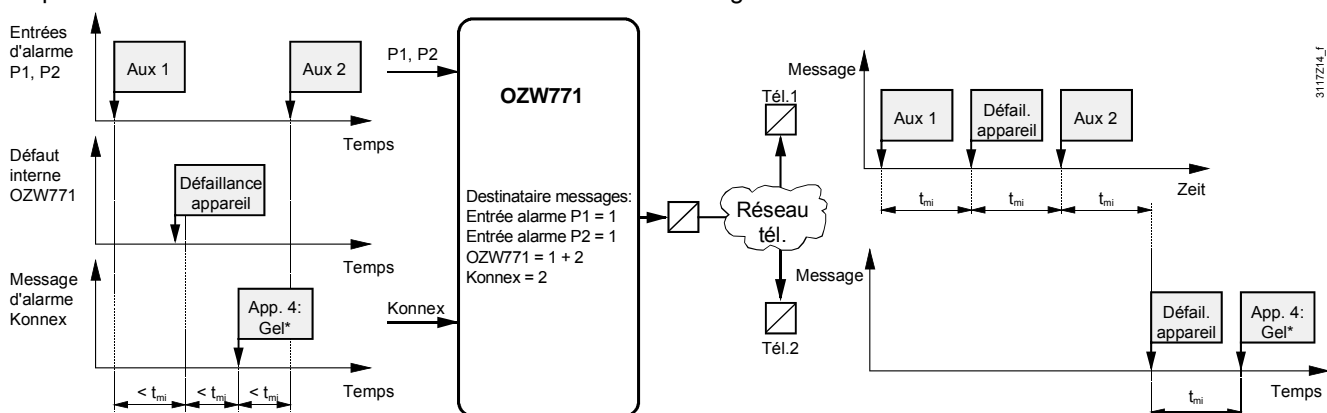 Entrées
d'alarme
P1, P2
Aux 1
Aux 2
Temps
Défaut
interne
OZW771
Défaillance
appareil
Temps
Message
d'alarme
Konnex
App. 4:
Gel*
Temps
< tmi
< tmi
< tmi
P1, P2
Konnex
OZW771
Destinataire messages:
Entrée alarme P1 = 1
Entrée alarme P2 = 1
OZW771 = 1 + 2
Konnex = 2
Tél.1
Réseau
tél.
Tél.2
Message
Aux 1
Défail.
appareil
Aux 2
Zeit
tmi
tmi
tmi
Message
Défail.
appareil
App. 4:
Gel*
Temps
tmi
3117Z14_f